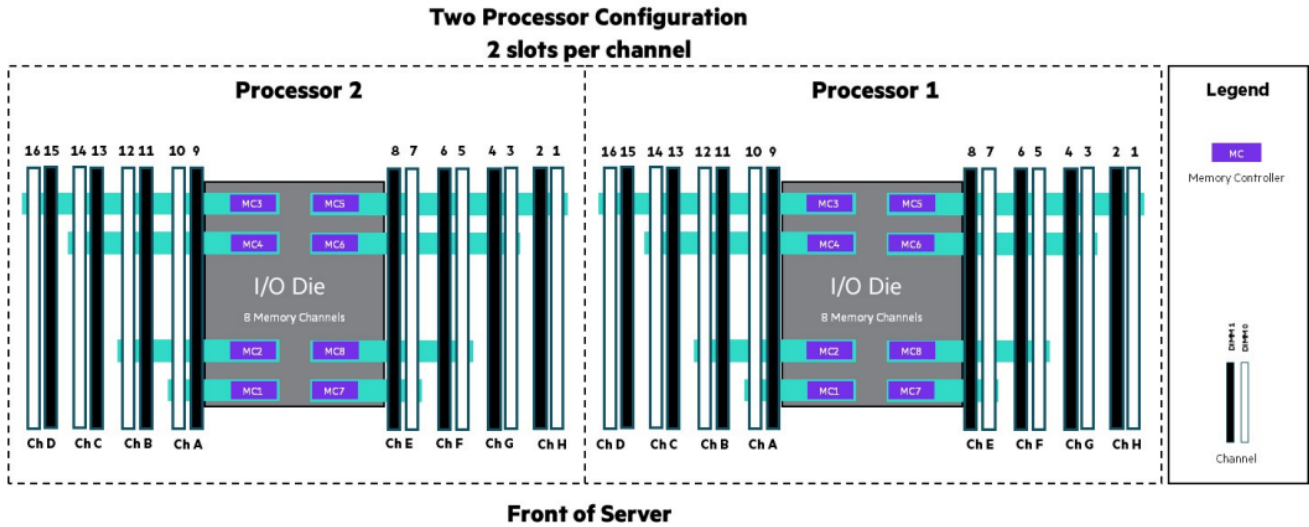 Two Processor Configuration
2 slots per channel
Processor 2
16 15 14 13 12 11 10 9 8 7 6 5 4 3 2 1
MC3 MC5
MC4 MC6
I/O Die
8 Memory Channels
MC2 MC8
MC1 MC7
Ch D Ch C Ch B Ch A Ch E Ch F Ch G Ch H
Processor 1
16 15 14 13 12 11 10 9 8 7 6 5 4 3 2 1
MC3 MC5
MC4 MC6
I/O Die
8 Memory Channels
MC2 MC8
MC1 MC7
Ch D Ch C Ch B Ch A Ch E Ch F Ch G Ch H
Legend
MC
Memory Controller
DIMM 1
DIMM 0
Channel
Front of Server